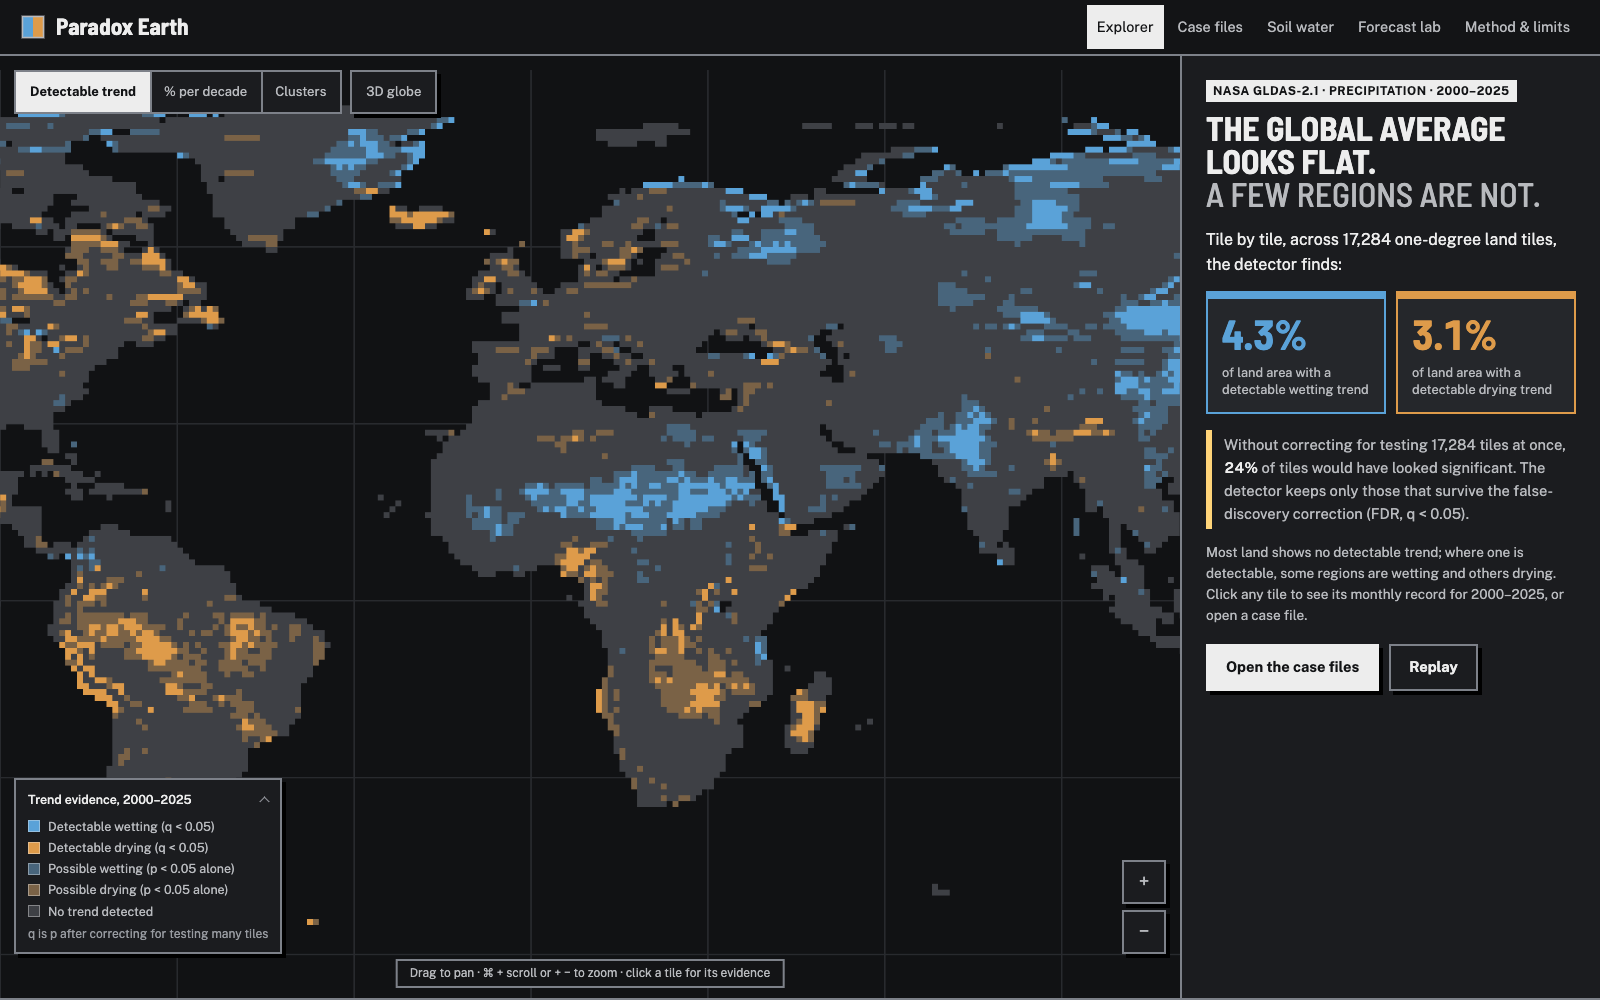 Paradox Earth
Explorer
Case files
Soil water
Forecast lab
Method & limits
Detectable trend
% per decade
Clusters
3D globe
NASA GLDAS-2.1 · PRECIPITATION · 2000–2025
THE GLOBAL AVERAGE
LOOKS FLAT.
A FEW REGIONS ARE NOT.
Tile by tile, across 17,284 one-degree land tiles,
the detector finds:
4.3%
of land area with a
detectable wetting trend
3.1%
of land area with a
detectable drying trend
Without correcting for testing 17,284 tiles at once,
24% of tiles would have looked significant. The
detector keeps only those that survive the false-
discovery correction (FDR, q < 0.05).
Most land shows no detectable trend; where one is
detectable, some regions are wetting and others drying.
Click any tile to see its monthly record for 2000–2025, or
open a case file.
Open the case files
Replay
Trend evidence, 2000–2025
Detectable wetting (q < 0.05)
Detectable drying (q < 0.05)
Possible wetting (p < 0.05 alone)
Possible drying (p < 0.05 alone)
No trend detected
q is p after correcting for testing many tiles
+
−
Drag to pan · ⌘ + scroll or + − to zoom · click a tile for its evidence